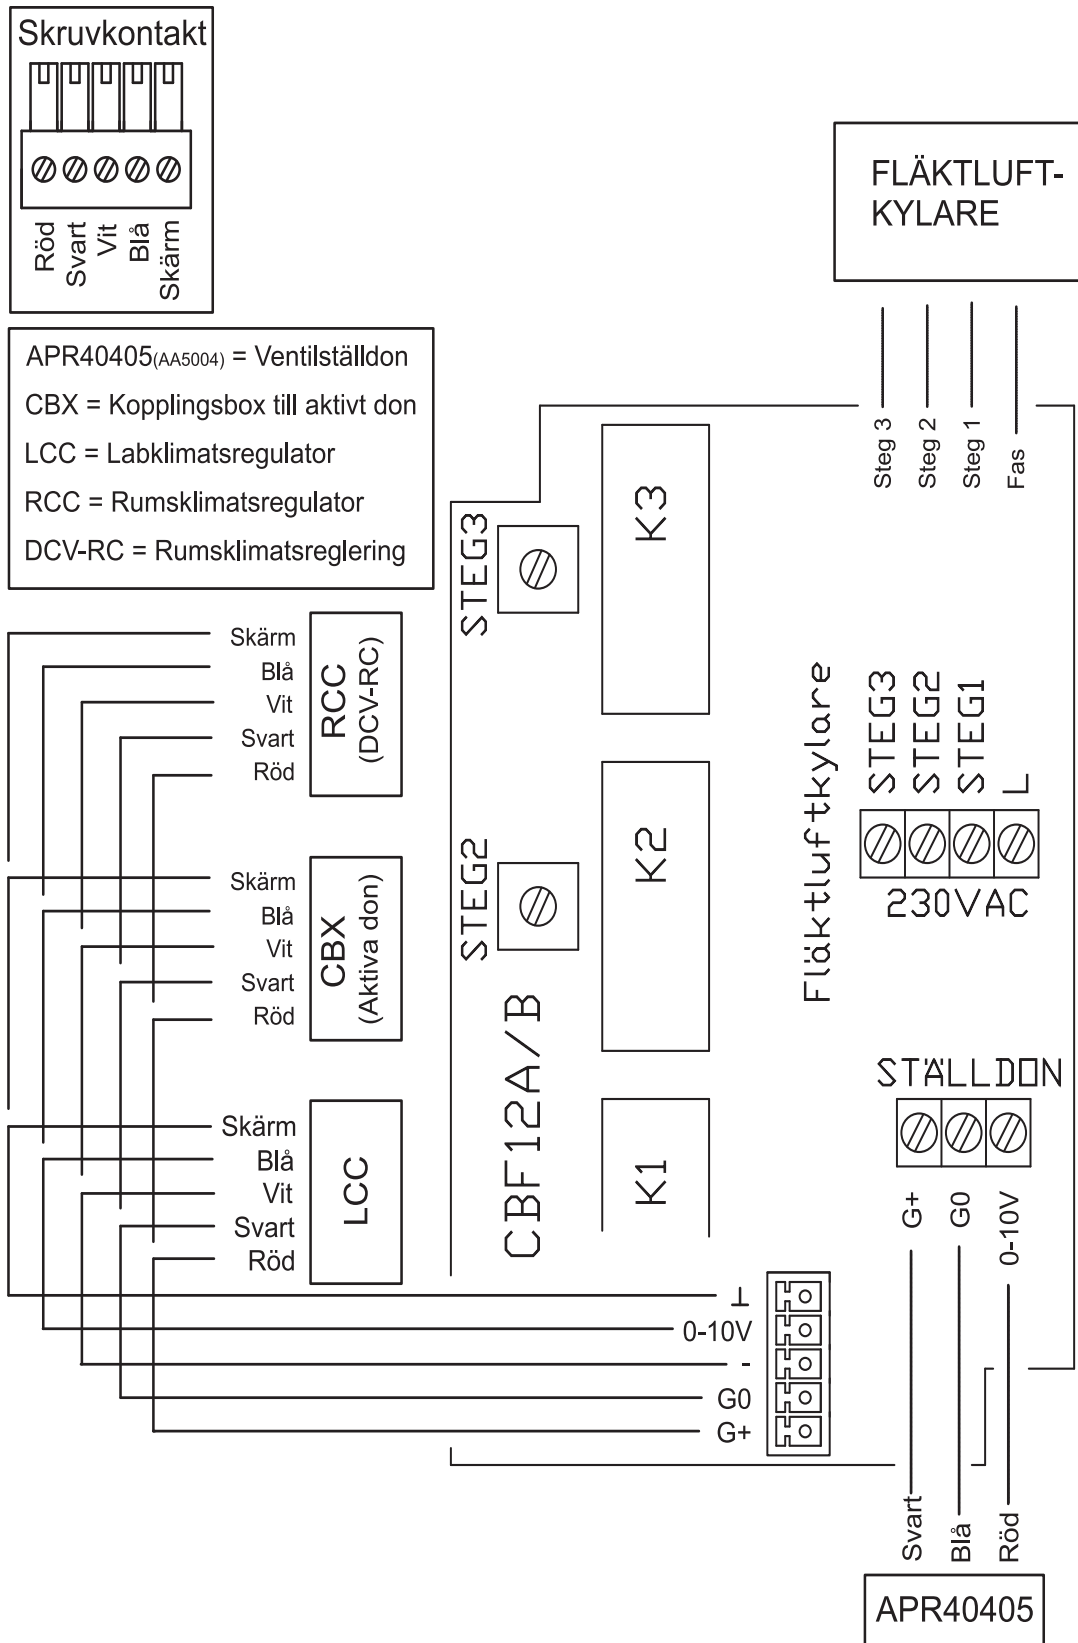 Skruvkontakt
Röd
Svart
Vit
Blå
Skärm
APR40405(AA5004) = Ventilställdon
CBX = Kopplingsbox till aktivt don
LCC = Labklimatsregulator
RCC = Rumsklimatsregulator
DCV-RC = Rumsklimatsreglering
FLÄKTLUFT-
KYLARE
Steg 3
Steg 2
Steg 1
Fas
Skärm
Blå
Vit
Svart
Röd
RCC
(DCV-RC)
Skärm
Blå
Vit
Svart
Röd
CBX
(Aktiva don)
Skärm
Blå
Vit
Svart
Röd
LCC
STEG3
K3
STEG2
K2
CBF12A/B
K1
Fläktluftkylare
STEG3
STEG2
STEG1
L
230VAC
STÄLLDON
G+
G0
0-10V
⊥
0-10V
-
G0
G+
Svart
Blå
Röd
APR40405